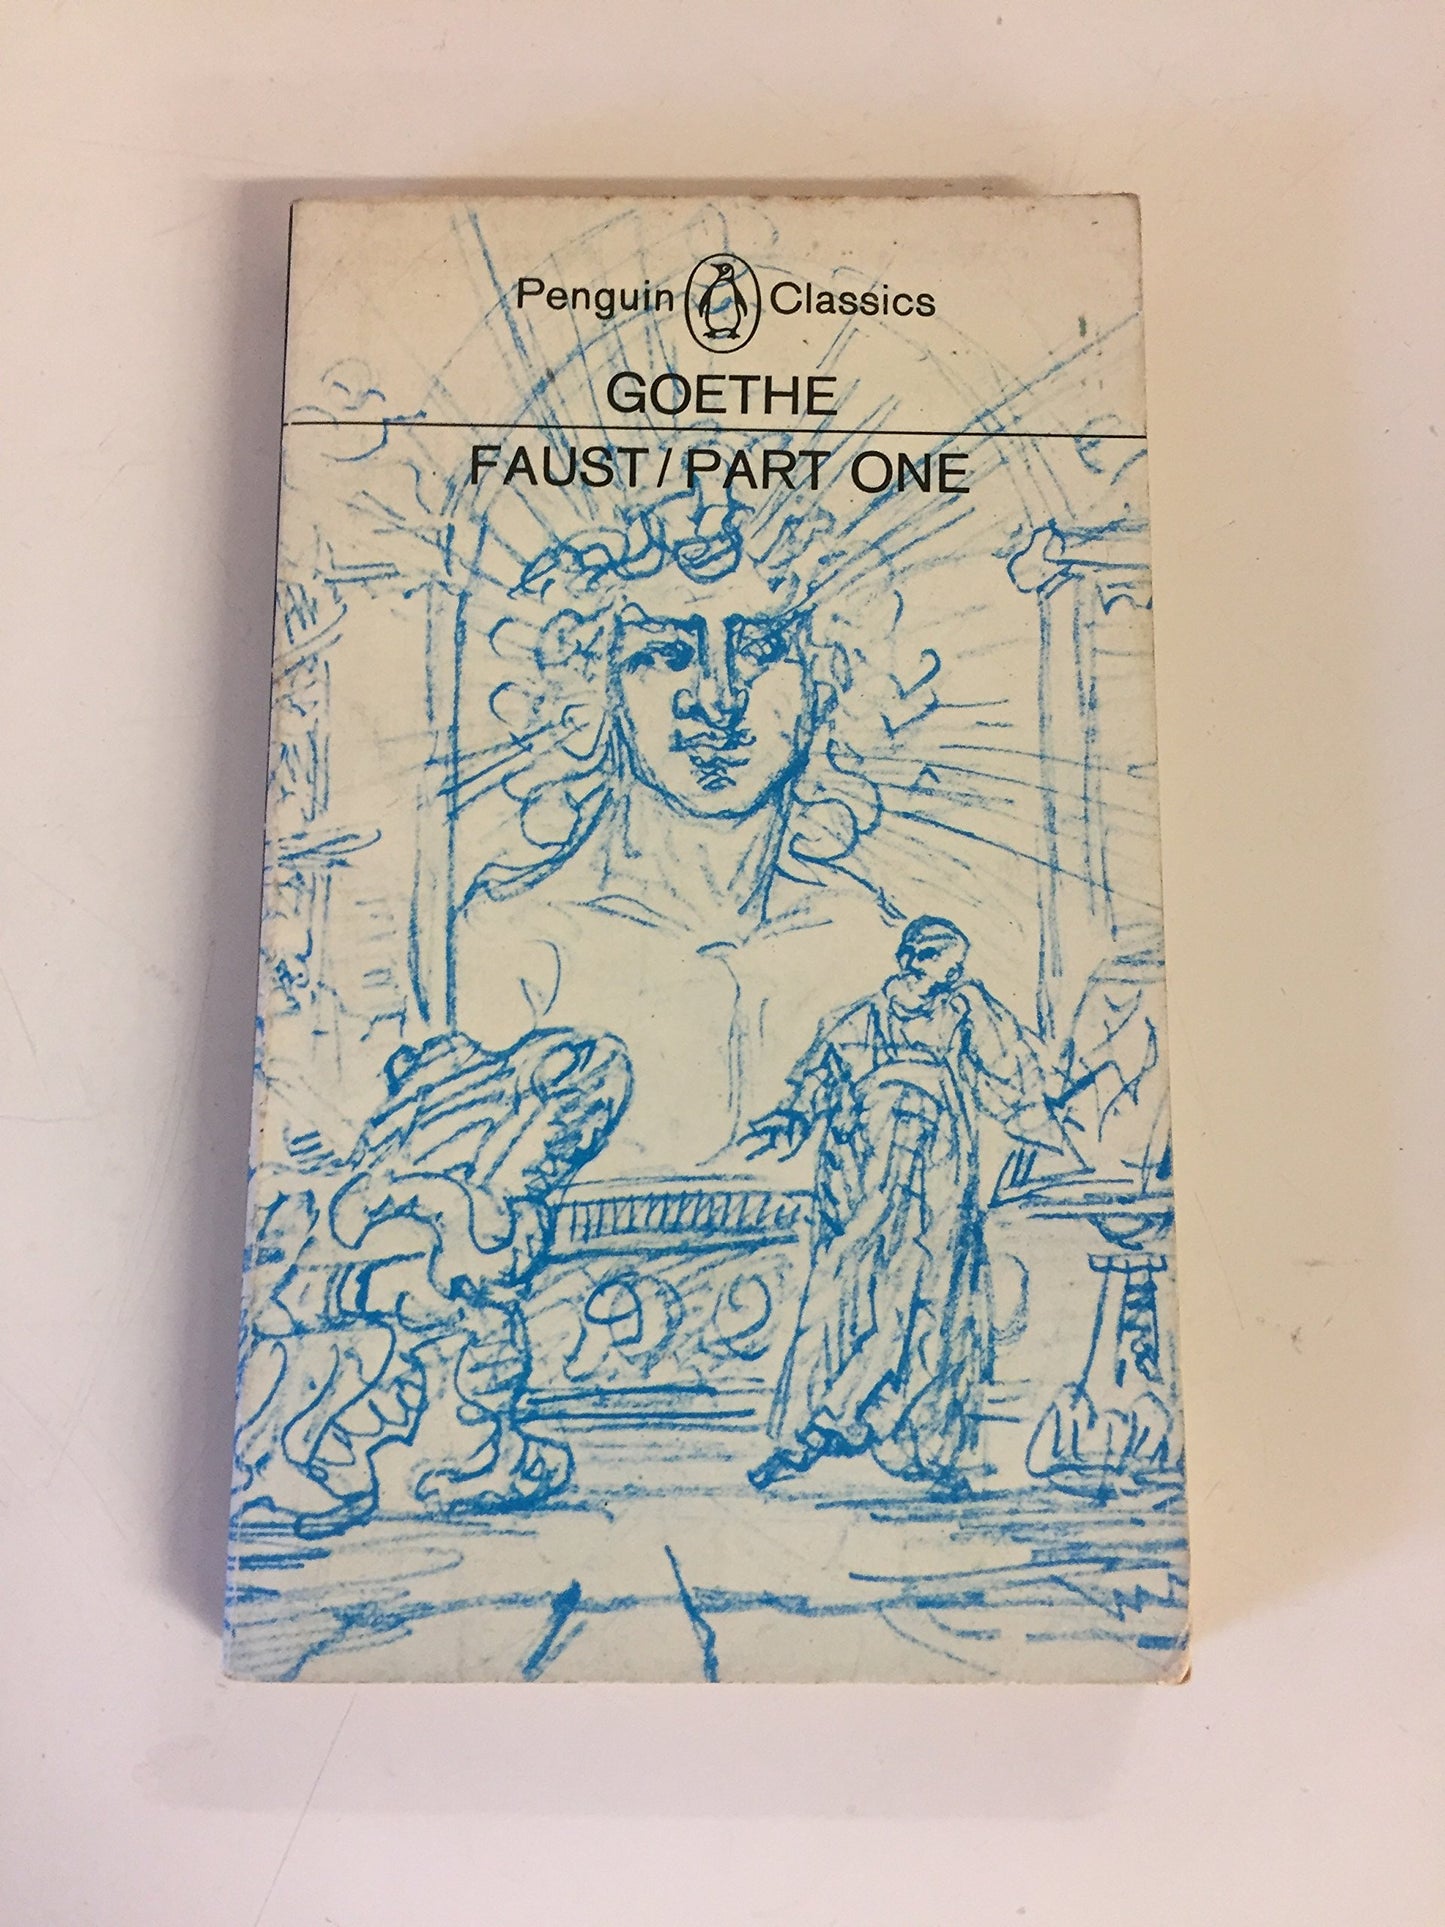 Penguin Classics
GOETHE
FAUST/PART ONE